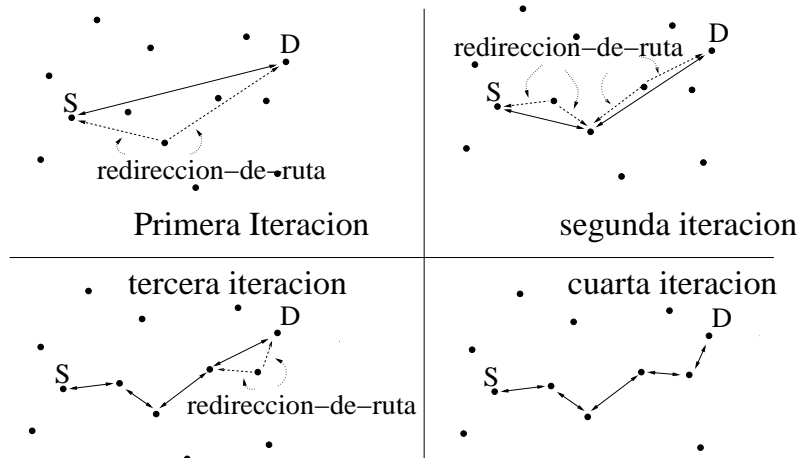 D
S
redireccion-de-ruta
Primera Iteracion
redireccion-de-ruta
D
S
segunda iteracion
tercera iteracion
D
S
redireccion-de-ruta
cuarta iteracion
D
S